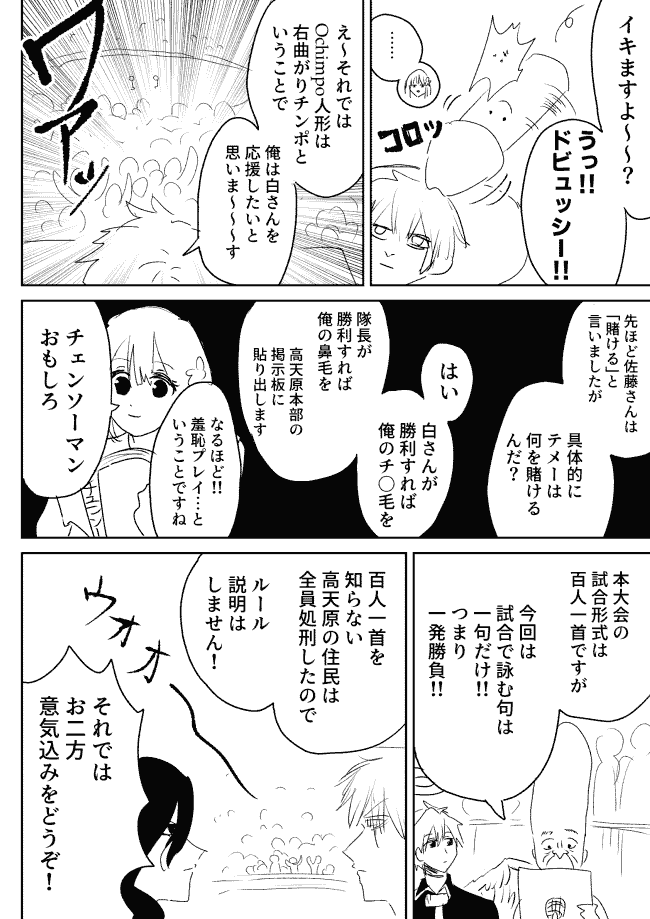 イキますよ～～？
うっ!!
ドビュッシー!!
……
コロッ
え～それでは
Ochimpo人形は
右曲がりチンポと
いうことで
俺は白さんを
応援したいと
思いま～～～す
ワアッ
先ほど佐藤さんは
「賭ける」と
言いましたが
具体的に
テメーは
何を賭ける
んだ？
はい
白さんが
勝利すれば
俺のチ〇毛を
隊長が
勝利すれば
俺の鼻毛を
高天原本部の
掲示板に
貼り出します
なるほど!!
羞恥プレイ…と
いうことですね
チェンソーマン
おもしろ
本大会の
試合形式は
百人一首ですが
今回は
試合で詠む句は
一句だけ!!
つまり
一発勝負!!
百人一首を
知らない
高天原の住民は
全員処刑したので
ルール
説明は
しません！
ウオオ
それでは
お二方
意気込みをどうぞ！